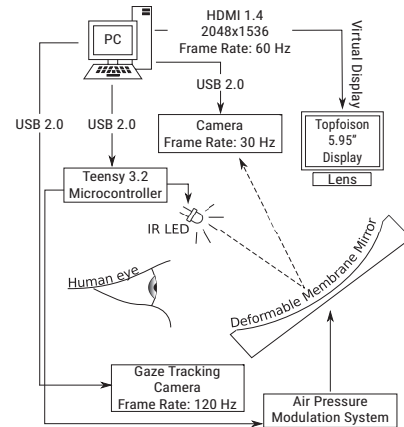 HDMI 1.4
2048x1536
Frame Rate: 60 Hz
PC
Virtual Display
USB 2.0
USB 2.0
USB 2.0
Camera
Frame Rate: 30 Hz
Topfoison
5.95”
Display
Lens
Teensy 3.2
Microcontroller
IR LED
Human eye
Deformable Membrane Mirror
Gaze Tracking
Camera
Frame Rate: 120 Hz
Air Pressure
Modulation System